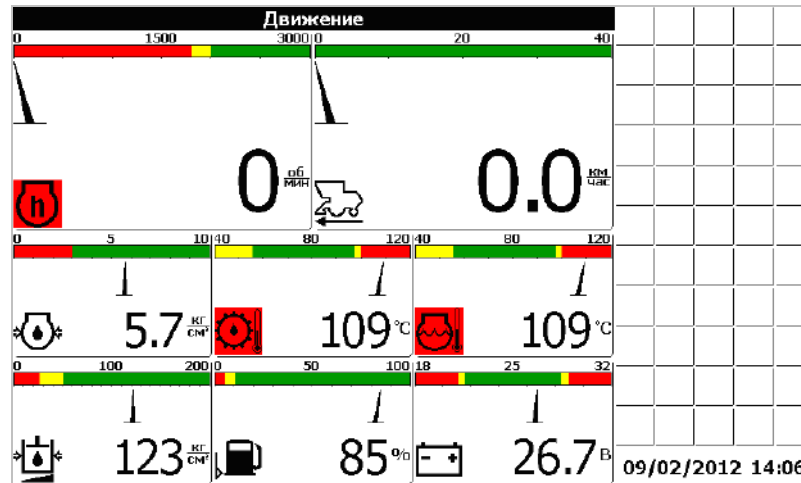 Движение
0 1500 3000 0 20 40
0 об/мин 0.0 км/час
h
0 5 10 40 80 120 40 80 120
5.7 кг/см² 109 °C 109 °C
0 100 200 0 50 100 18 25 32
123 кг/см² 85 % 26.7 В
09/02/2012 14:06